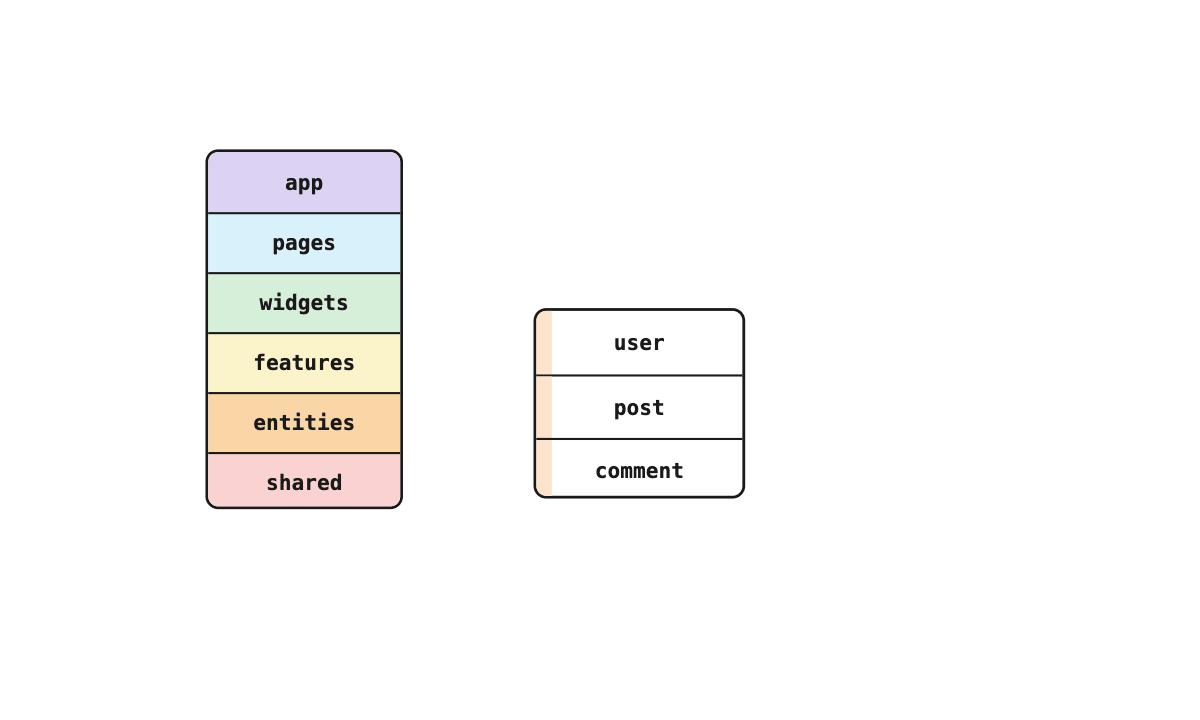 app
pages
widgets
features
entities
shared
user
post
comment